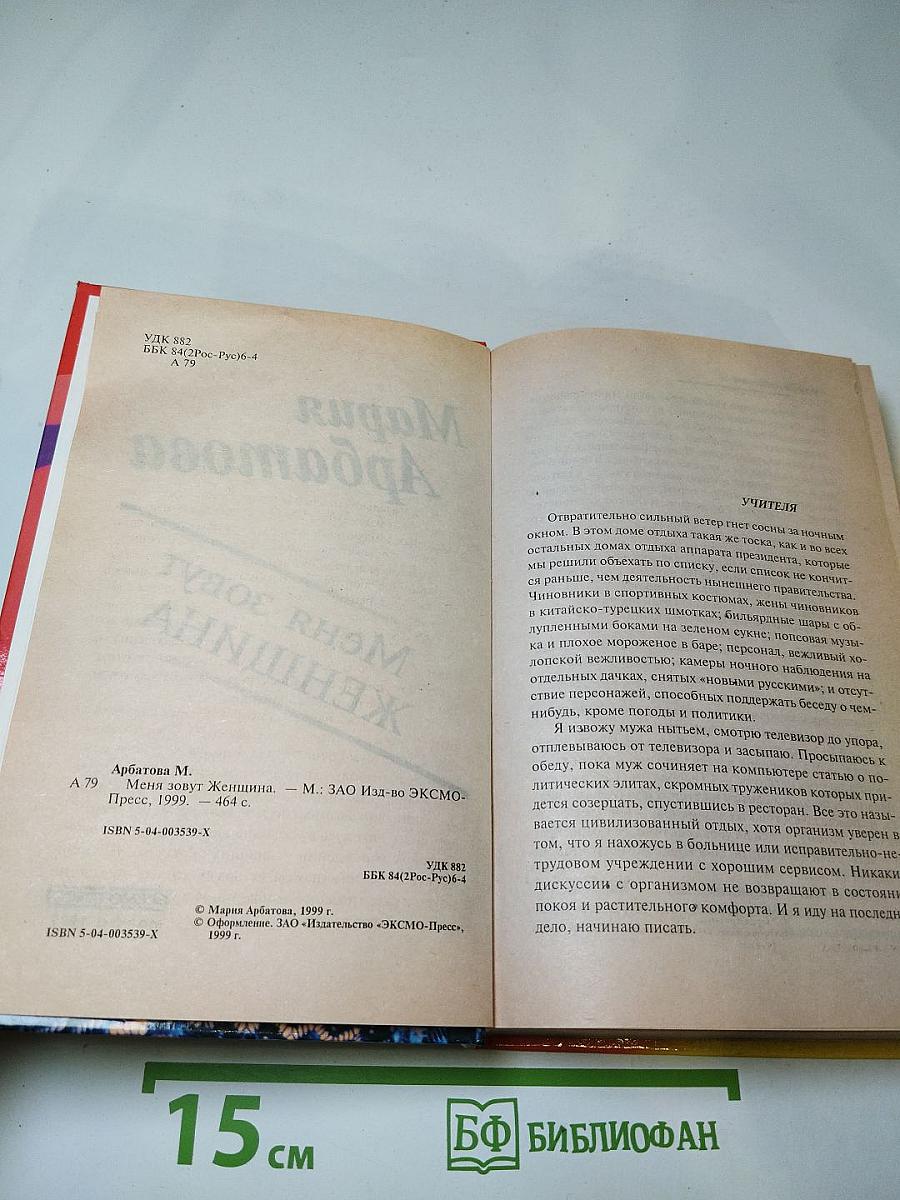 УДК 882
ББК 84(2Рос-Рус)6-4
А 79
Мария
Арбатова
Меня зовут
ЖЕНЩИНА
Арбатова М.
А 79 Меня зовут Женщина. — М.: ЗАО Изд-во ЭКСМО-
Пресс, 1999. — 464 с.
ISBN 5-04-003539-X
УДК 882
ББК 84(2Рос-Рус)6-4
© Мария Арбатова, 1999 г.
© Оформление. ЗАО «Издательство «ЭКСМО-Пресс»,
1999 г.
ISBN 5-04-003539-X
УЧИТЕЛЯ
Отвратительно сильный ветер гнет сосны за ночным
окном. В этом доме отдыха такая же тоска, как и во всех
остальных домах отдыха аппарата президента, которые
мы решили объехать по списку, если список не кончит-
ся раньше, чем деятельность нынешнего правительства.
Чиновники в спортивных костюмах, жены чиновников
в китайско-турецких шмотках; бильярдные шары с об-
лупленными боками на зеленом сукне; попсовая музы-
ка и плохое мороженое в баре; персонал, вежливый хо-
лопской вежливостью; камеры ночного наблюдения на
отдельных дачках, снятых «новыми русскими»; и отсут-
ствие персонажей, способных поддержать беседу о чем-
нибудь, кроме погоды и политики.
Я извожу мужа нытьем, смотрю телевизор до упора,
отплевываюсь от телевизора и засыпаю. Просыпаюсь к
обеду, пока муж сочиняет на компьютере статью о по-
литических элитах, скромных тружеников которых при-
дется созерцать, спустившись в ресторан. Все это назы-
вается цивилизованный отдых, хотя организм уверен в
том, что я нахожусь в больнице или исправительно-не-
трудовом учреждении с хорошим сервисом. Никаки
дискуссии с организмом не возвращают в состояни
покоя и растительного комфорта. И я иду на последн
дело, начинаю писать.
15 см
БФ БИБЛИОФАН